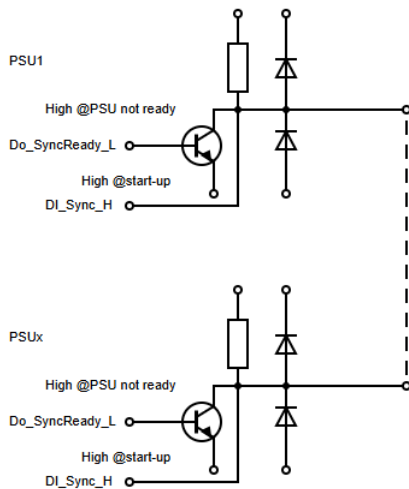 PSU1
High @PSU not ready
Do_SyncReady_L
High @start-up
DI_Sync_H
PSUx
High @PSU not ready
Do_SyncReady_L
High @start-up
DI_Sync_H